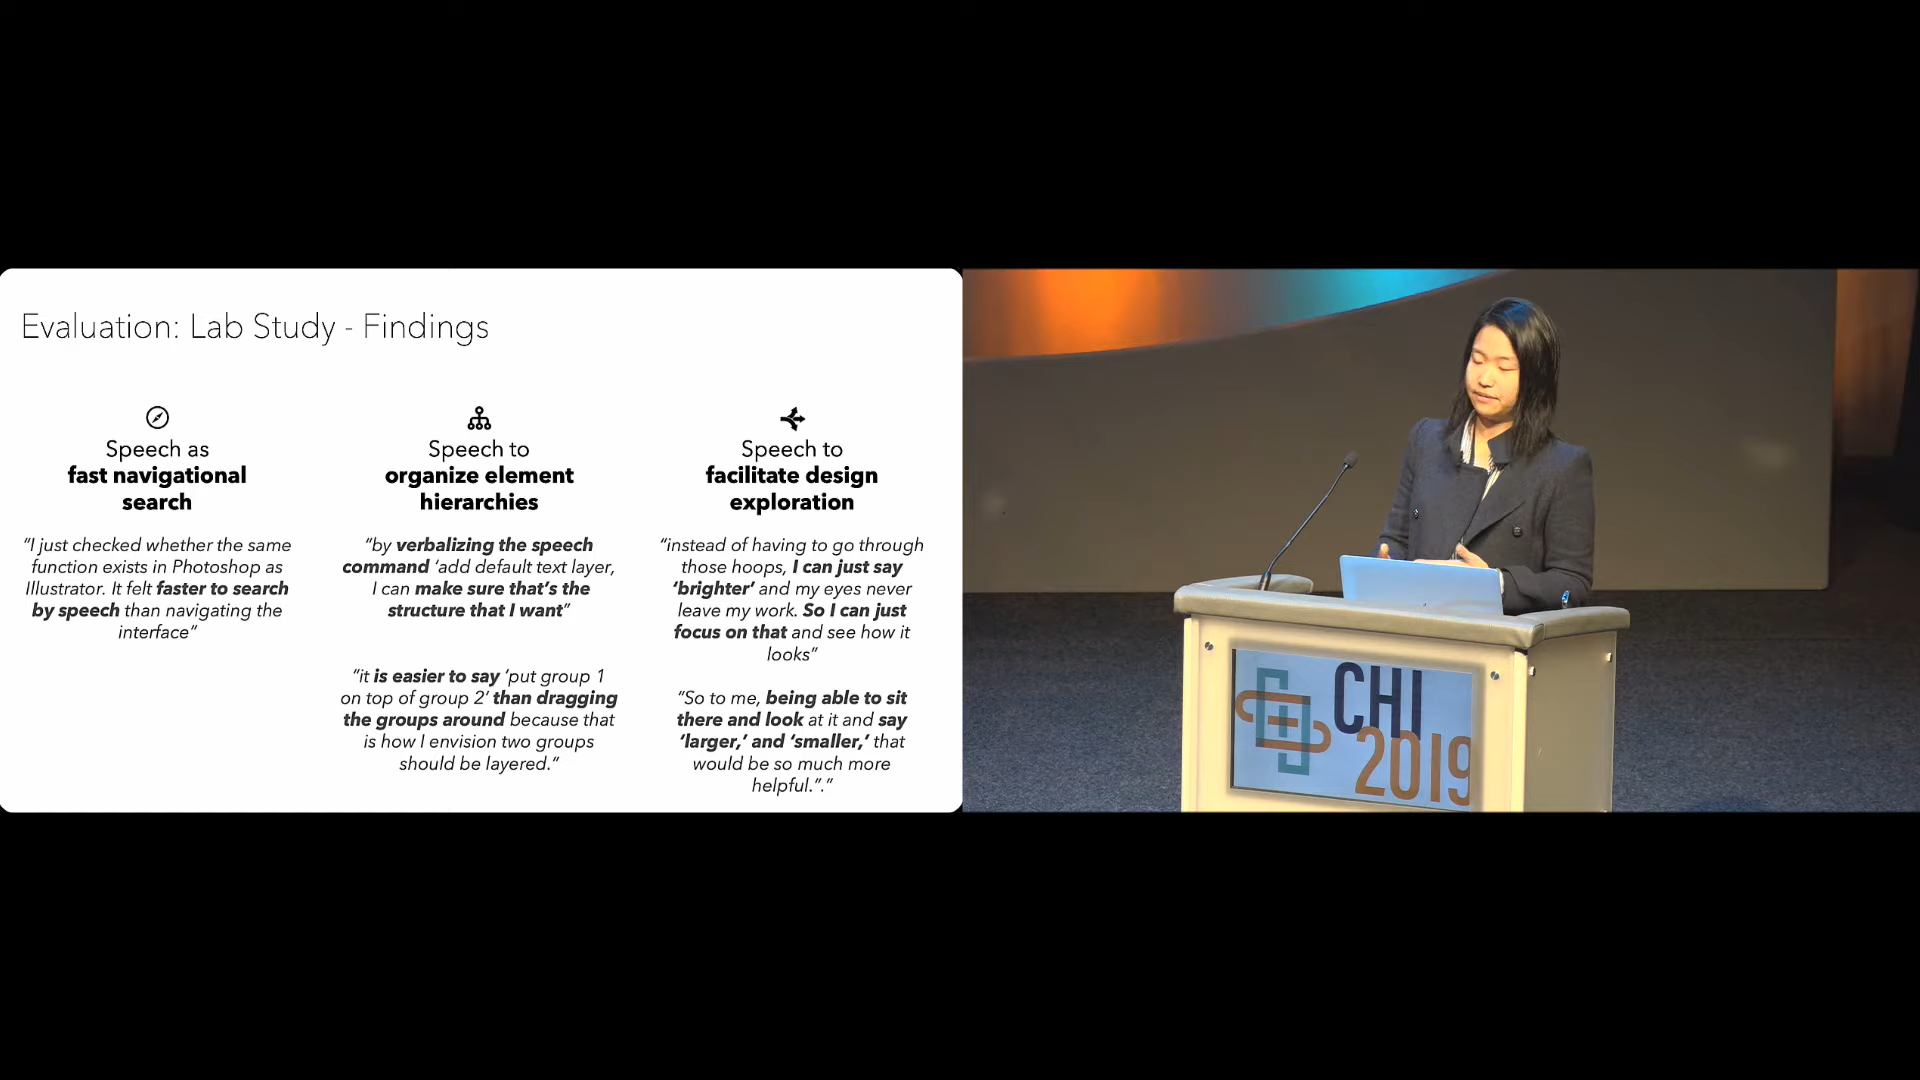 Evaluation: Lab Study - Findings
Speech as
fast navigational
search
“I just checked whether the same
function exists in Photoshop as
Illustrator. It felt faster to search
by speech than navigating the
interface”
Speech to
organize element
hierarchies
“by verbalizing the speech
command ‘add default text layer,
I can make sure that’s the
structure that I want”
“it is easier to say ‘put group 1
on top of group 2’ than dragging
the groups around because that
is how I envision two groups
should be layered.”
Speech to
facilitate design
exploration
“instead of having to go through
those hoops, I can just say
‘brighter’ and my eyes never
leave my work. So I can just
focus on that and see how it
looks”
“So to me, being able to sit
there and look at it and say
‘larger,’ and ‘smaller,’ that
would be so much more
helpful.”.”
CHI
2019